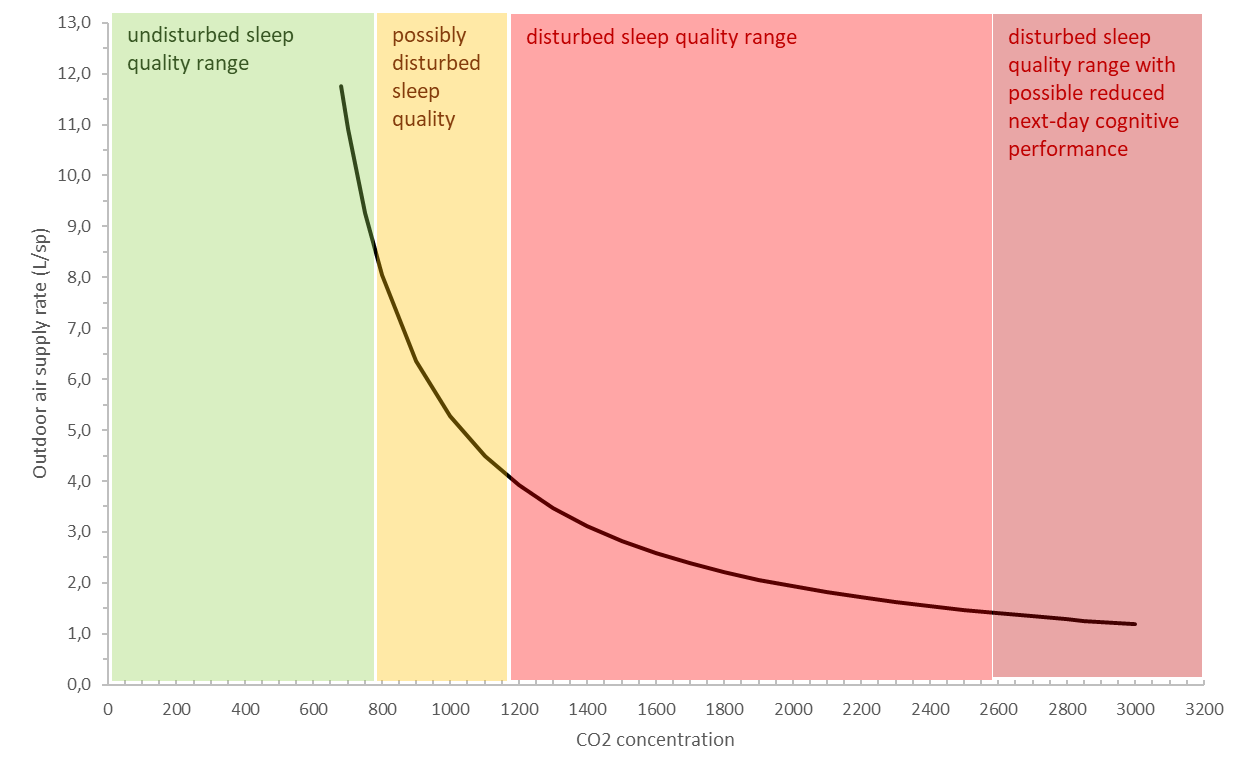 undisturbed sleep
quality range
possibly
disturbed
sleep
quality
disturbed sleep quality range
disturbed sleep
quality range with
possible reduced
next-day cognitive
performance
13,0
12,0
11,0
10,0
9,0
8,0
7,0
6,0
5,0
4,0
3,0
2,0
1,0
0,0
Outdoor air supply rate (L/sp)
0 200 400 600 800 1000 1200 1400 1600 1800 2000 2200 2400 2600 2800 3000 3200
CO2 concentration